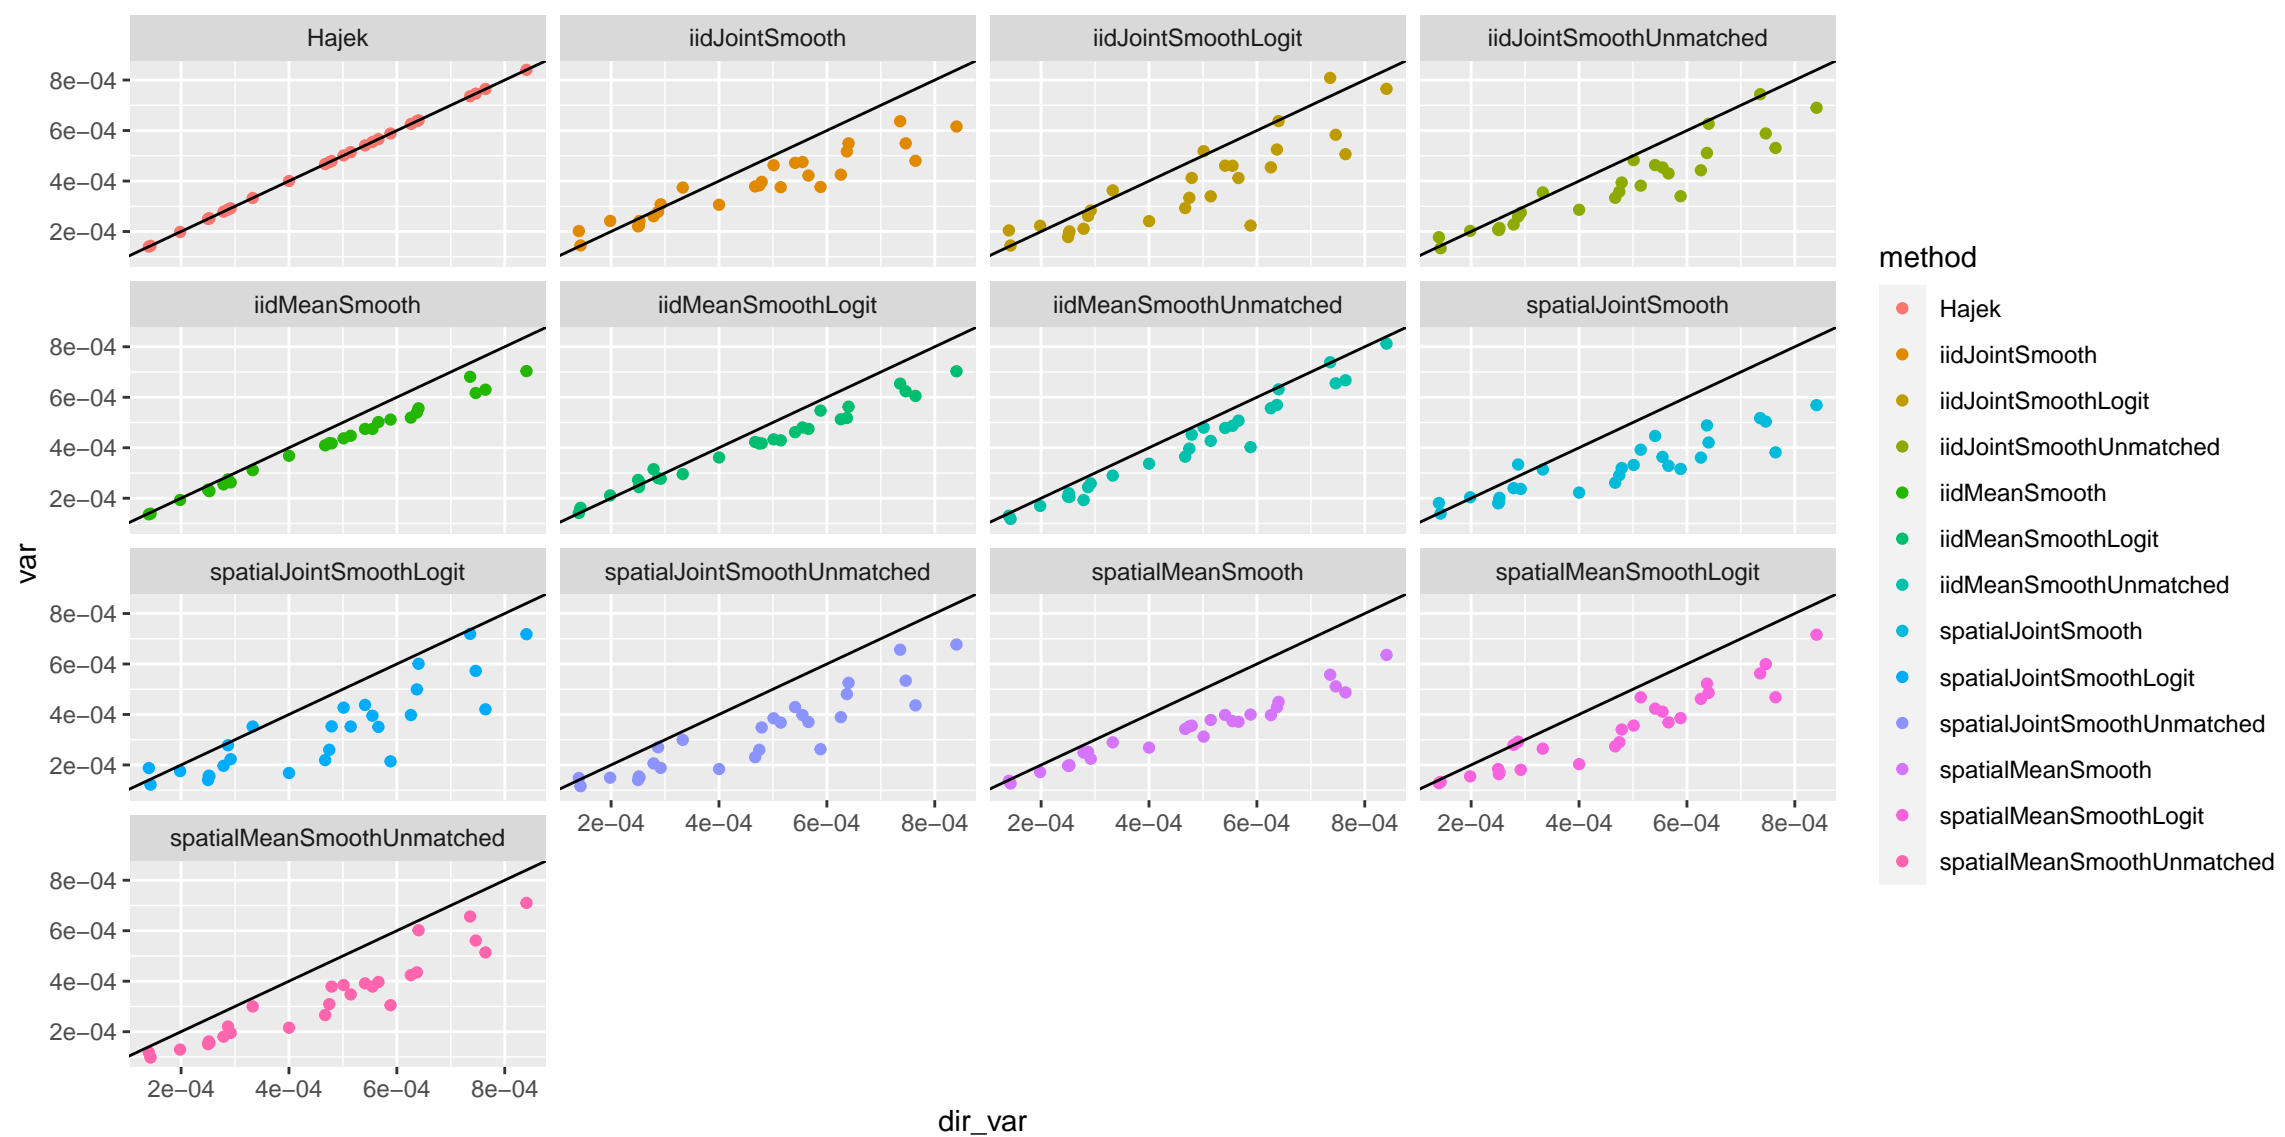 Hajek
iidJointSmooth
iidJointSmoothLogit
iidJointSmoothUnmatched
8e−04
6e−04
4e−04
2e−04
iidMeanSmooth
iidMeanSmoothLogit
iidMeanSmoothUnmatched
spatialJointSmooth
8e−04
6e−04
4e−04
2e−04
spatialJointSmoothLogit
spatialJointSmoothUnmatched
spatialMeanSmooth
spatialMeanSmoothLogit
8e−04
6e−04
4e−04
2e−04
2e−04 4e−04 6e−04 8e−04
2e−04 4e−04 6e−04 8e−04
2e−04 4e−04 6e−04 8e−04
spatialMeanSmoothUnmatched
8e−04
6e−04
4e−04
2e−04
2e−04 4e−04 6e−04 8e−04
var
dir_var
method
Hajek
iidJointSmooth
iidJointSmoothLogit
iidJointSmoothUnmatched
iidMeanSmooth
iidMeanSmoothLogit
iidMeanSmoothUnmatched
spatialJointSmooth
spatialJointSmoothLogit
spatialJointSmoothUnmatched
spatialMeanSmooth
spatialMeanSmoothLogit
spatialMeanSmoothUnmatched